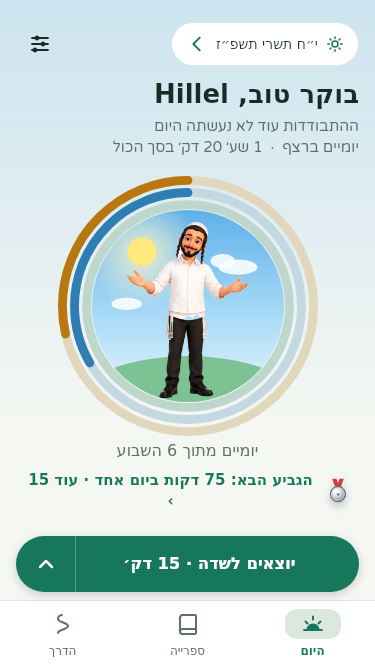 י״ח תשרי תשפ״ז
בוקר טוב, Hillel
ההתבודדות עוד לא נעשתה היום
יומיים ברצף · 1 שע׳ 20 דק׳ בסך הכול
יומיים מתוך 6 השבוע
הגביע הבא: 75 דקות ביום אחד · עוד 15
›
יוצאים לשדה · 15 דק׳
היום
ספרייה
הדרך